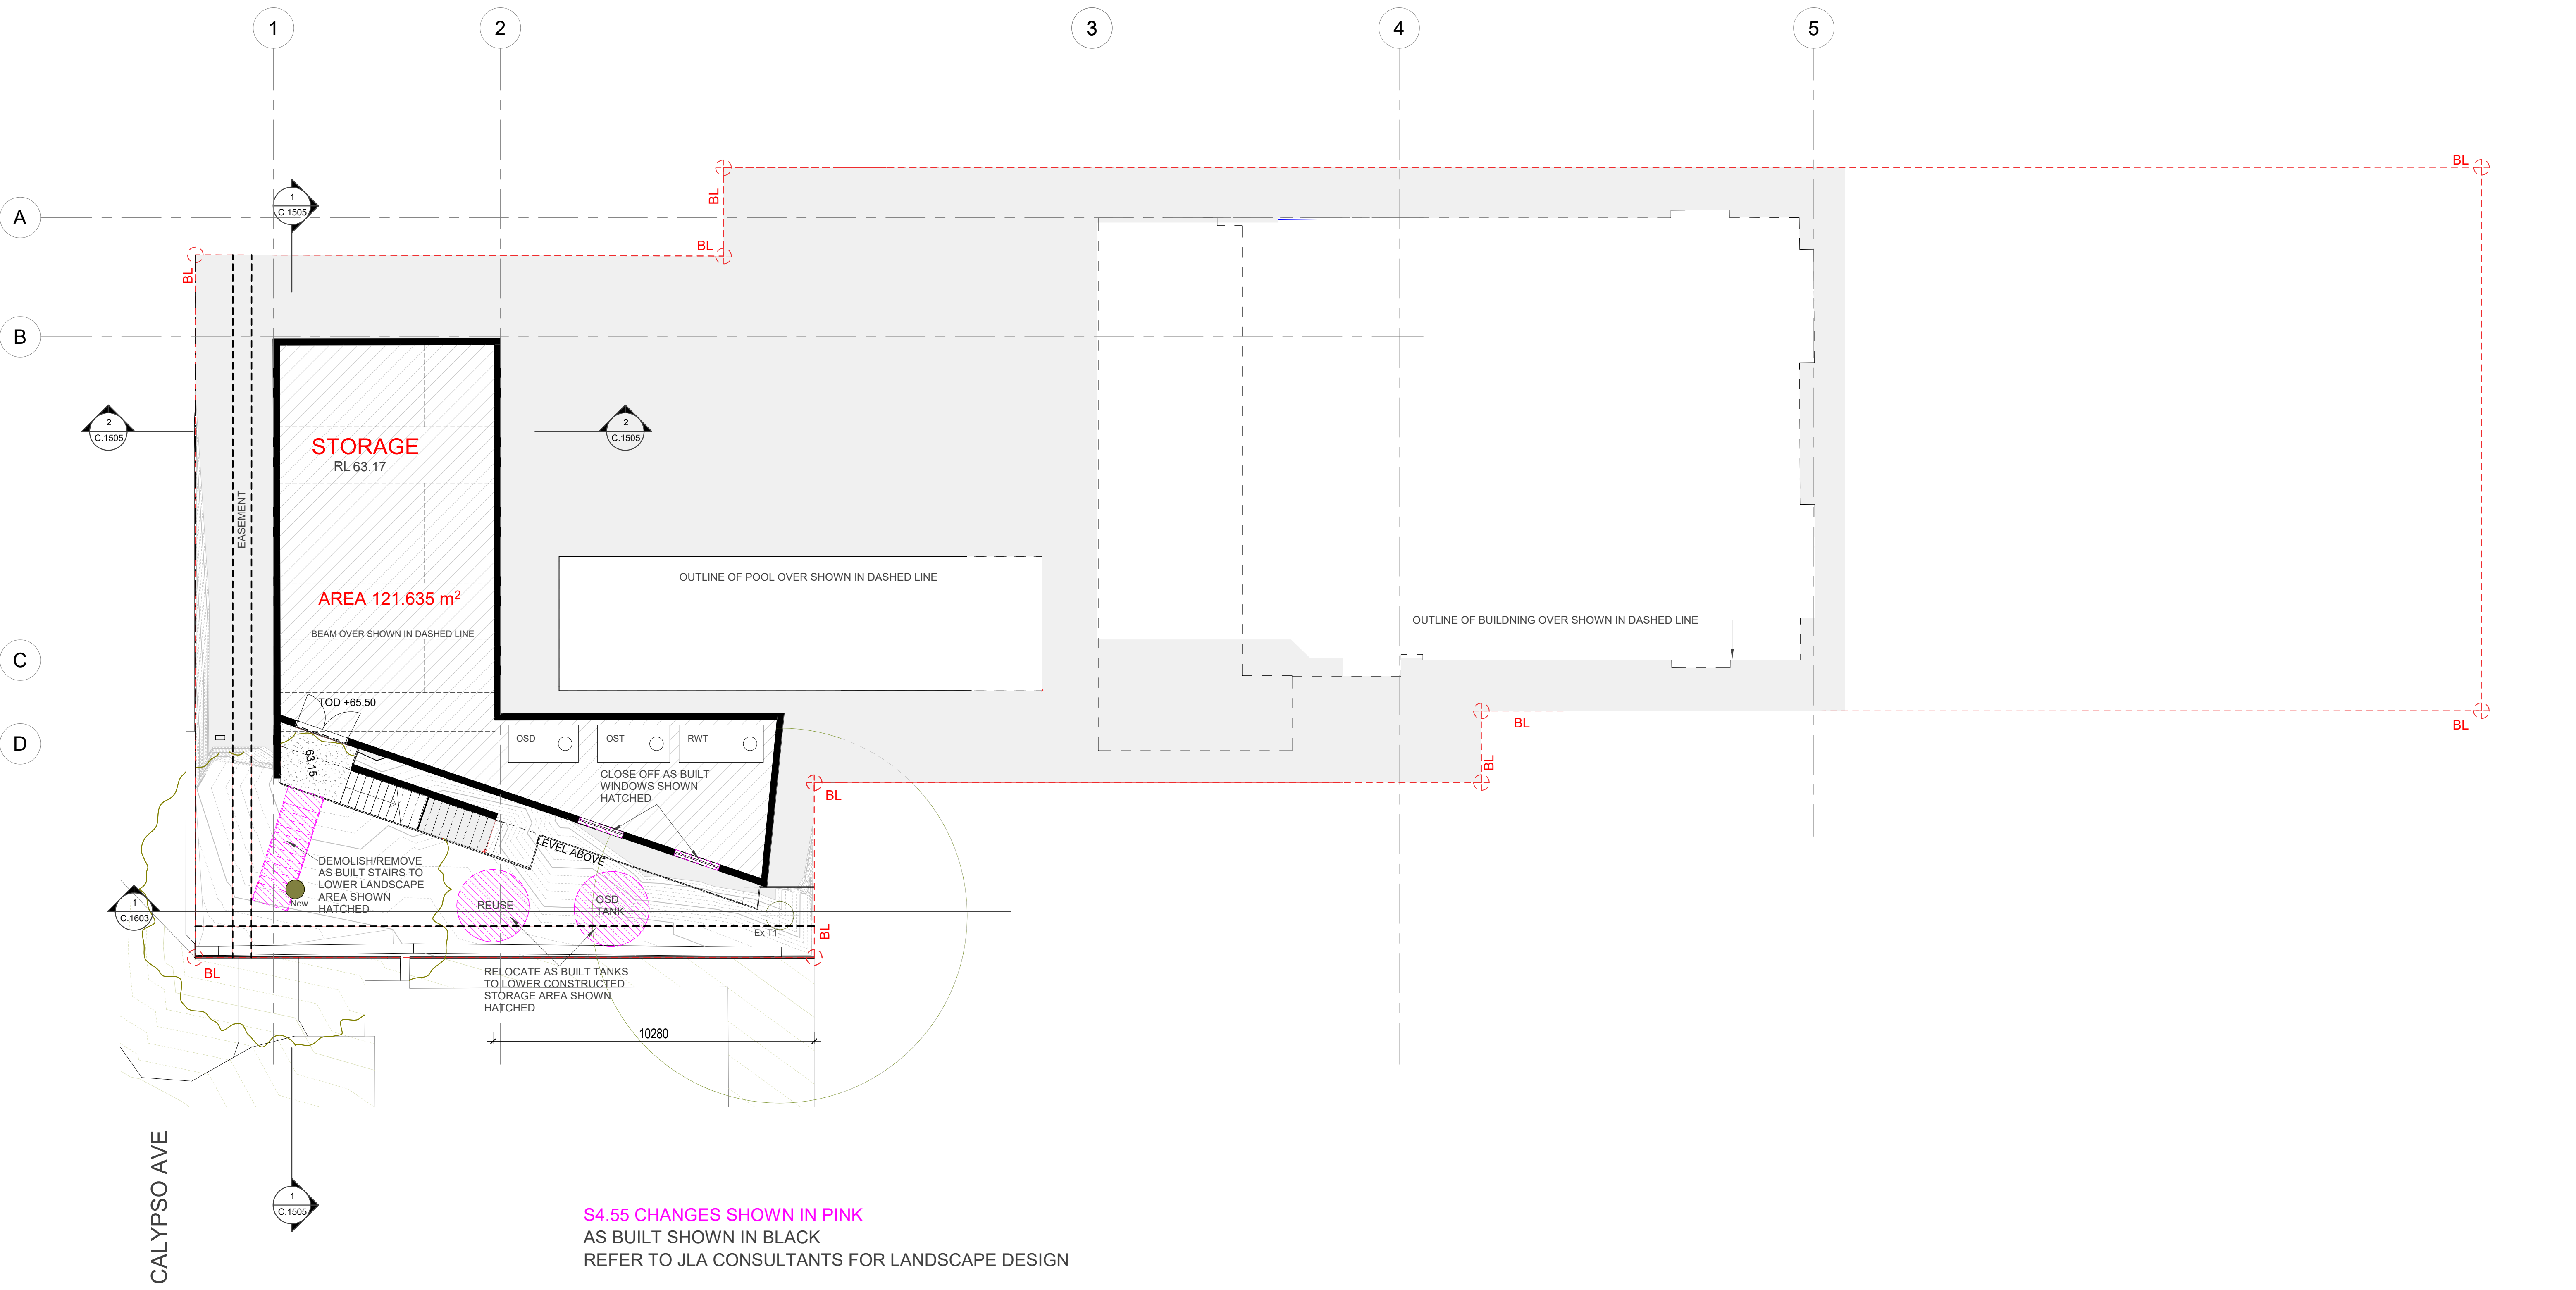 1
2
3
4
5
A
B
C
D
BL
BL
BL
BL
1
C.1505
2
C.1505
2
C.1505
STORAGE
RL 63.17
EASEMENT
AREA 121.635 m²
BEAM OVER SHOWN IN DASHED LINE
OUTLINE OF POOL OVER SHOWN IN DASHED LINE
OUTLINE OF BUILDNING OVER SHOWN IN DASHED LINE
TOD +65.50
63.15
OSD
OST
RWT
CLOSE OFF AS BUILT
WINDOWS SHOWN
HATCHED
LEVEL ABOVE
BL
BL
BL
BL
DEMOLISH/REMOVE
AS BUILT STAIRS TO
LOWER LANDSCAPE
AREA SHOWN
HATCHED
New
1
C.1603
REUSE
OSD
TANK
Ex T1
BL
BL
RELOCATE AS BUILT TANKS
TO LOWER CONSTRUCTED
STORAGE AREA SHOWN
HATCHED
10280
CALYPSO AVE
1
C.1505
S4.55 CHANGES SHOWN IN PINK
AS BUILT SHOWN IN BLACK
REFER TO JLA CONSULTANTS FOR LANDSCAPE DESIGN